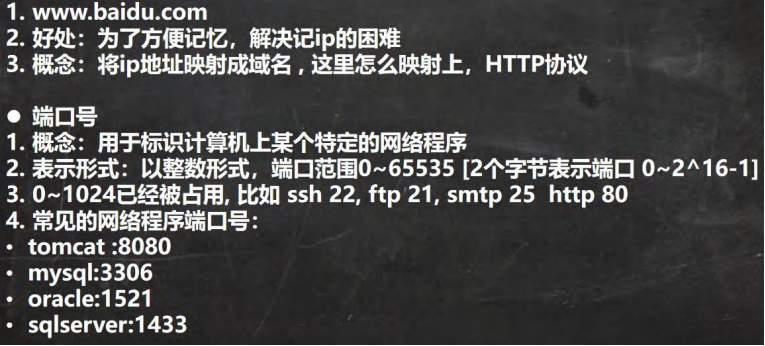 1. www.baidu.com
2. 好处：为了方便记忆，解决记ip的困难
3. 概念：将ip地址映射成域名 , 这里怎么映射上，HTTP协议
● 端口号
1. 概念：用于标识计算机上某个特定的网络程序
2. 表示形式：以整数形式，端口范围0~65535 [2个字节表示端口 0~2^16-1]
3. 0~1024已经被占用, 比如 ssh 22, ftp 21, smtp 25 http 80
4. 常见的网络程序端口号：
• tomcat :8080
• mysql:3306
• oracle:1521
• sqlserver:1433